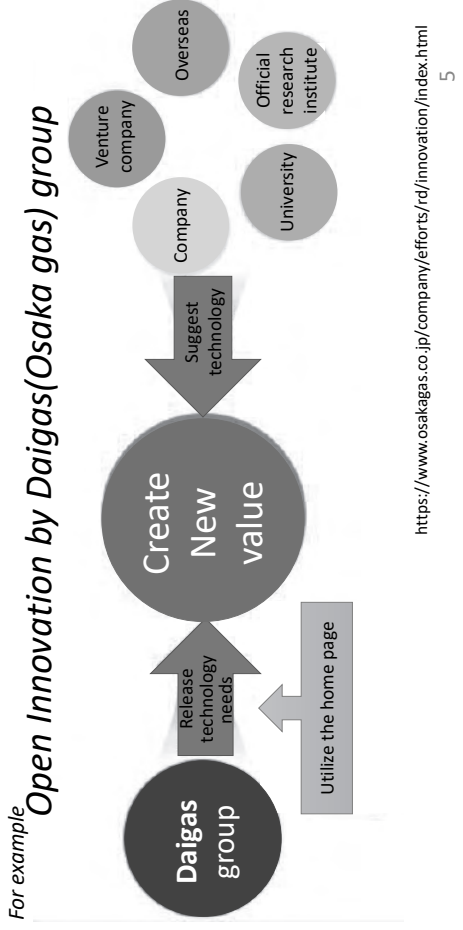 For example
Open Innovation by Daigas(Osaka gas) group
Daigas
group
Release
technology
needs
Utilize the home page
Create
New
value
Suggest
technology
Company
Venture
company
Overseas
University
Official
research
institute
https://www.osakagas.co.jp/company/efforts/rd/innovation/index.html
5